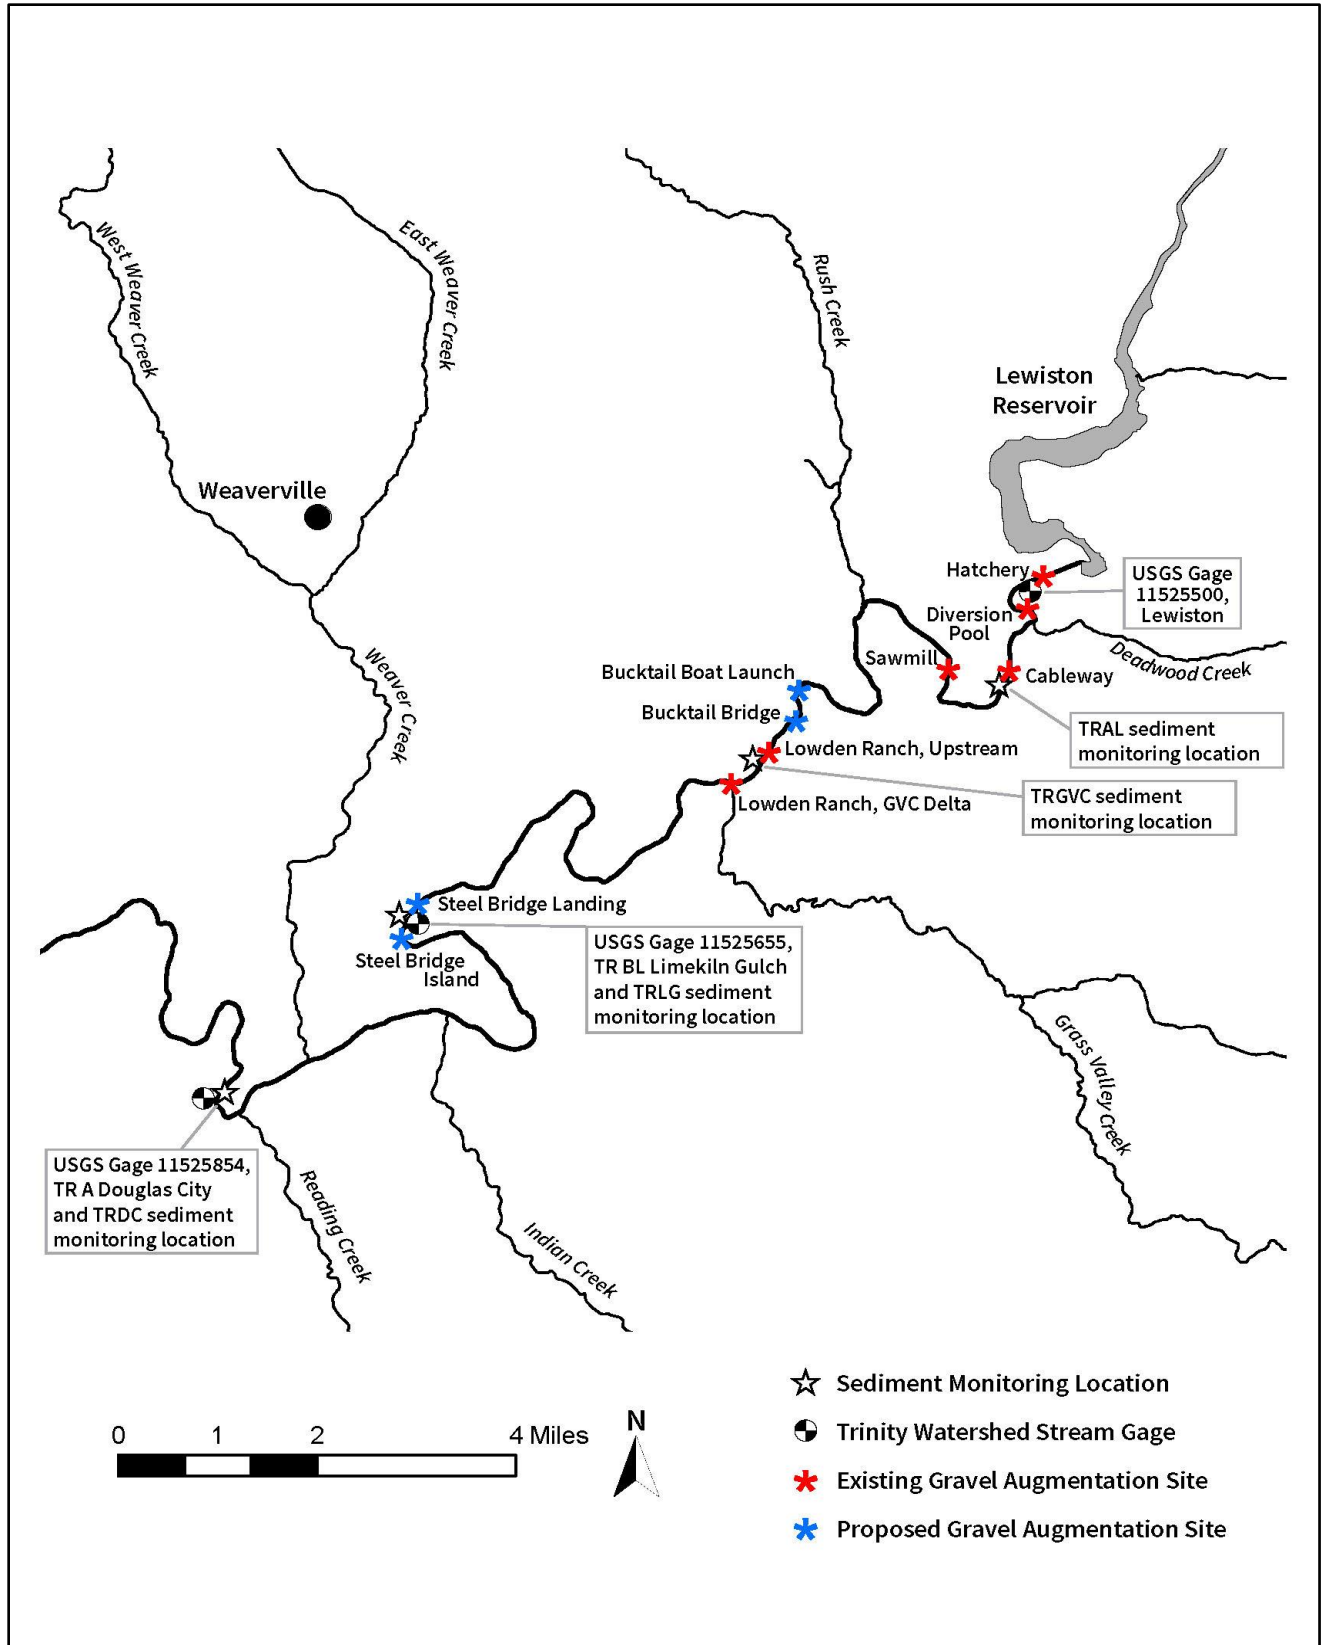 West Weaver Creek
East Weaver Creek
Rush Creek
Lewiston
Reservoir
Weaverville
Hatchery
USGS Gage
11525500,
Lewiston
Diversion
Pool
Deadwood Creek
Sawmill
Cableway
Weaver Creek
Bucktail Boat Launch
Bucktail Bridge
TRAL sediment
monitoring location
Lowden Ranch, Upstream
TRGVC sediment
monitoring location
Lowden Ranch, GVC Delta
Steel Bridge Landing
USGS Gage 11525655,
TR BL Limekiln Gulch
and TRLG sediment
monitoring location
Steel Bridge
Island
Grass Valley Creek
USGS Gage 11525854,
TR A Douglas City
and TRDC sediment
monitoring location
Reading Creek
Indian Creek
Sediment Monitoring Location
Trinity Watershed Stream Gage
Existing Gravel Augmentation Site
Proposed Gravel Augmentation Site
0 1 2 4 Miles
N